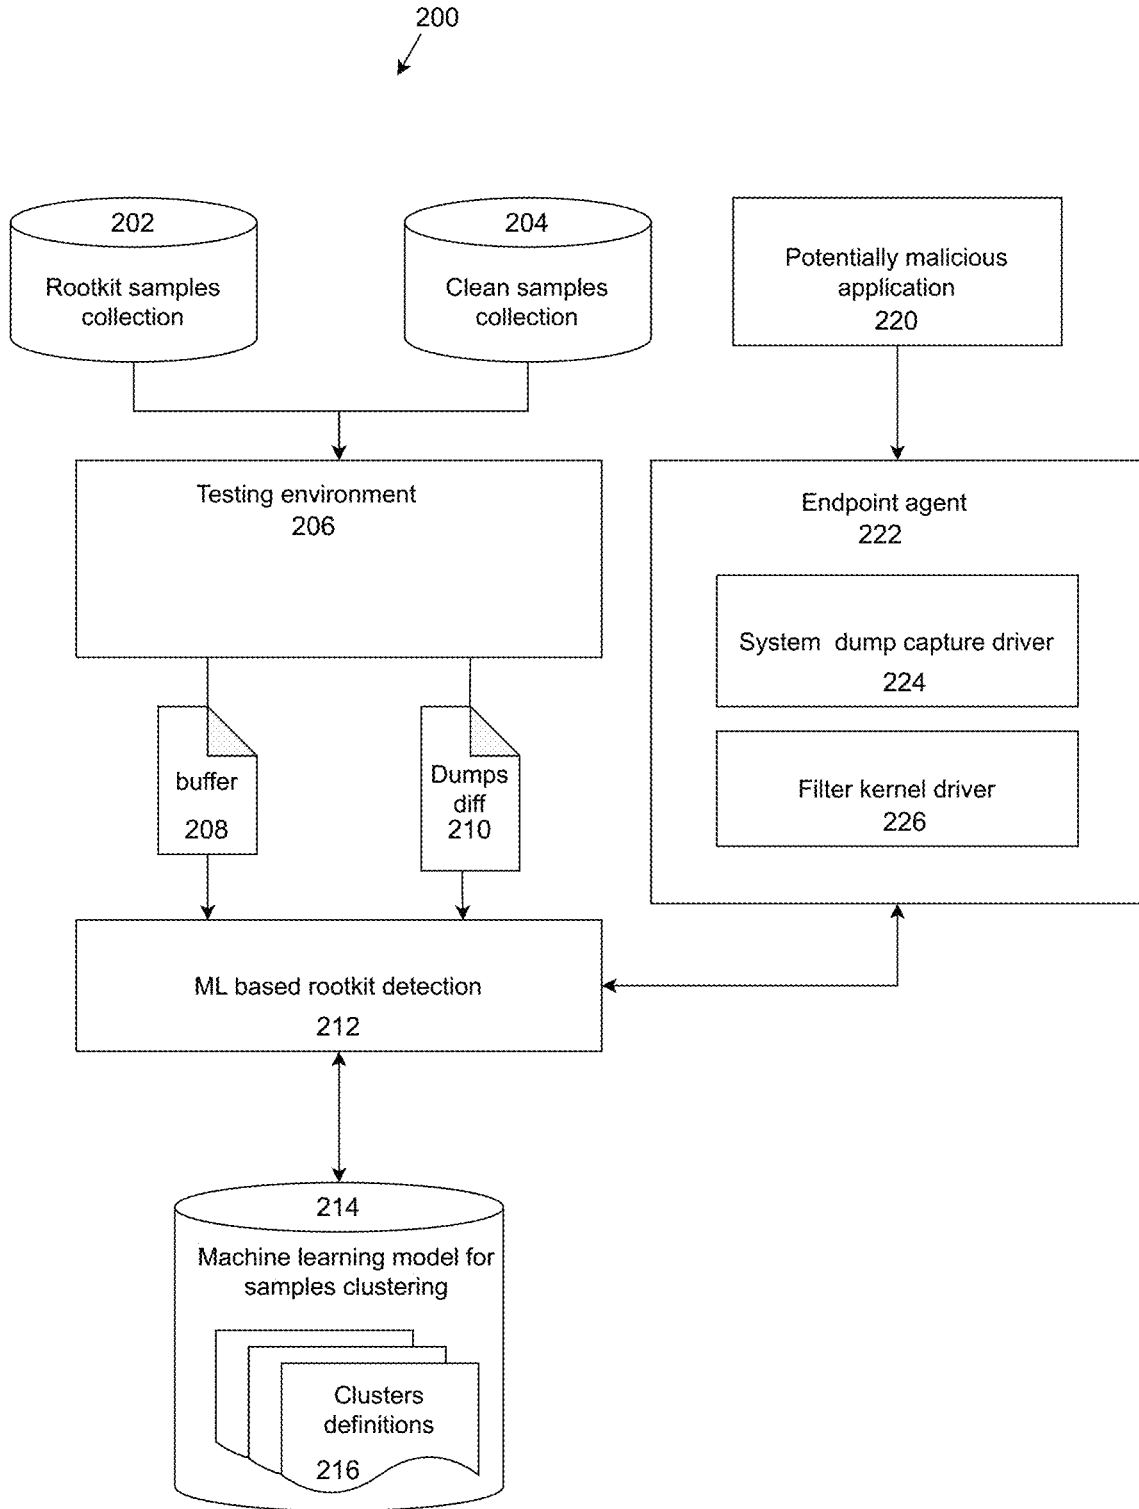 200
202
Rootkit samples
collection
204
Clean samples
collection
Potentially malicious
application
220
Testing environment
206
Endpoint agent
222
System dump capture driver
224
Filter kernel driver
226
buffer
208
Dumps
diff
210
ML based rootkit detection
212
214
Machine learning model for
samples clustering
Clusters
definitions
216